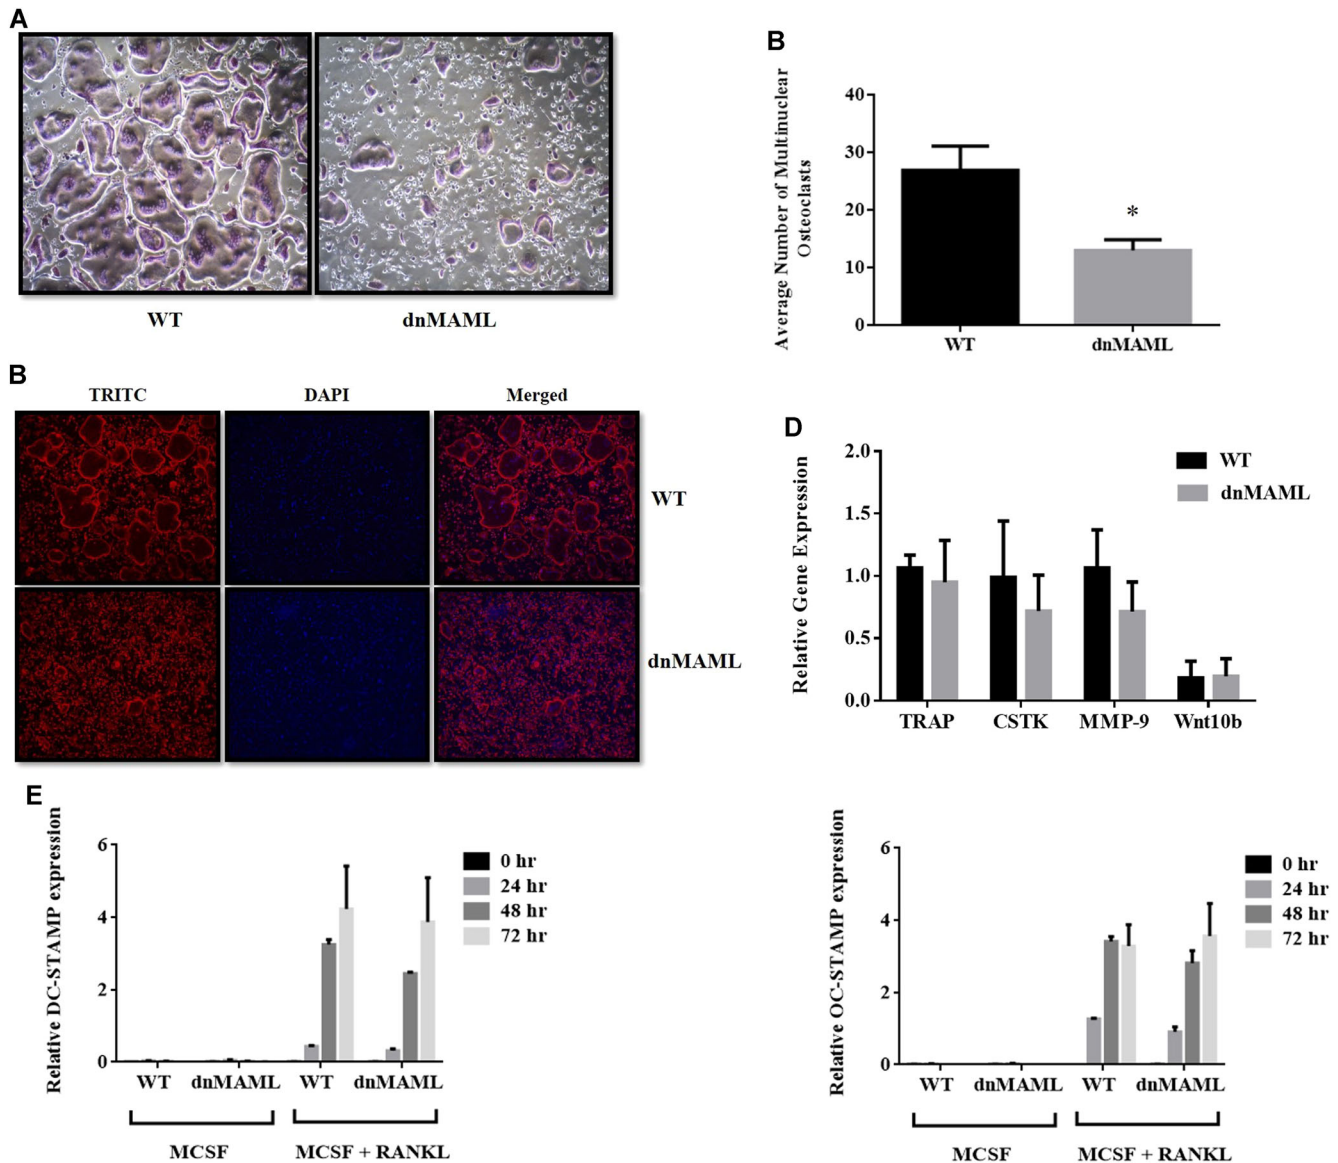 A
WT
dnMAML
B
Average Number of Multinuclear
Osteoclasts
40
30
20
10
0
*
WT
dnMAML
B
TRITC
DAPI
Merged
WT
dnMAML
D
Relative Gene Expression
2.0
1.5
1.0
0.5
0.0
WT
dnMAML
TRAP
CSTK
MMP-9
Wnt10b
E
Relative DC-STAMP expression
6
4
2
0
0 hr
24 hr
48 hr
72 hr
WT
dnMAML
WT
dnMAML
MCSF
MCSF + RANKL
Relative OC-STAMP expression
6
4
2
0
0 hr
24 hr
48 hr
72 hr
WT
dnMAML
WT
dnMAML
MCSF
MCSF + RANKL